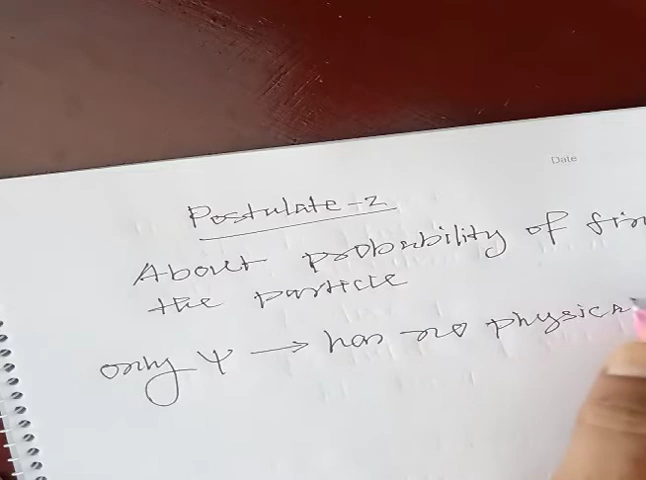 Date
Postulate-2
About probability of fin
the particle
only ψ → has no physica